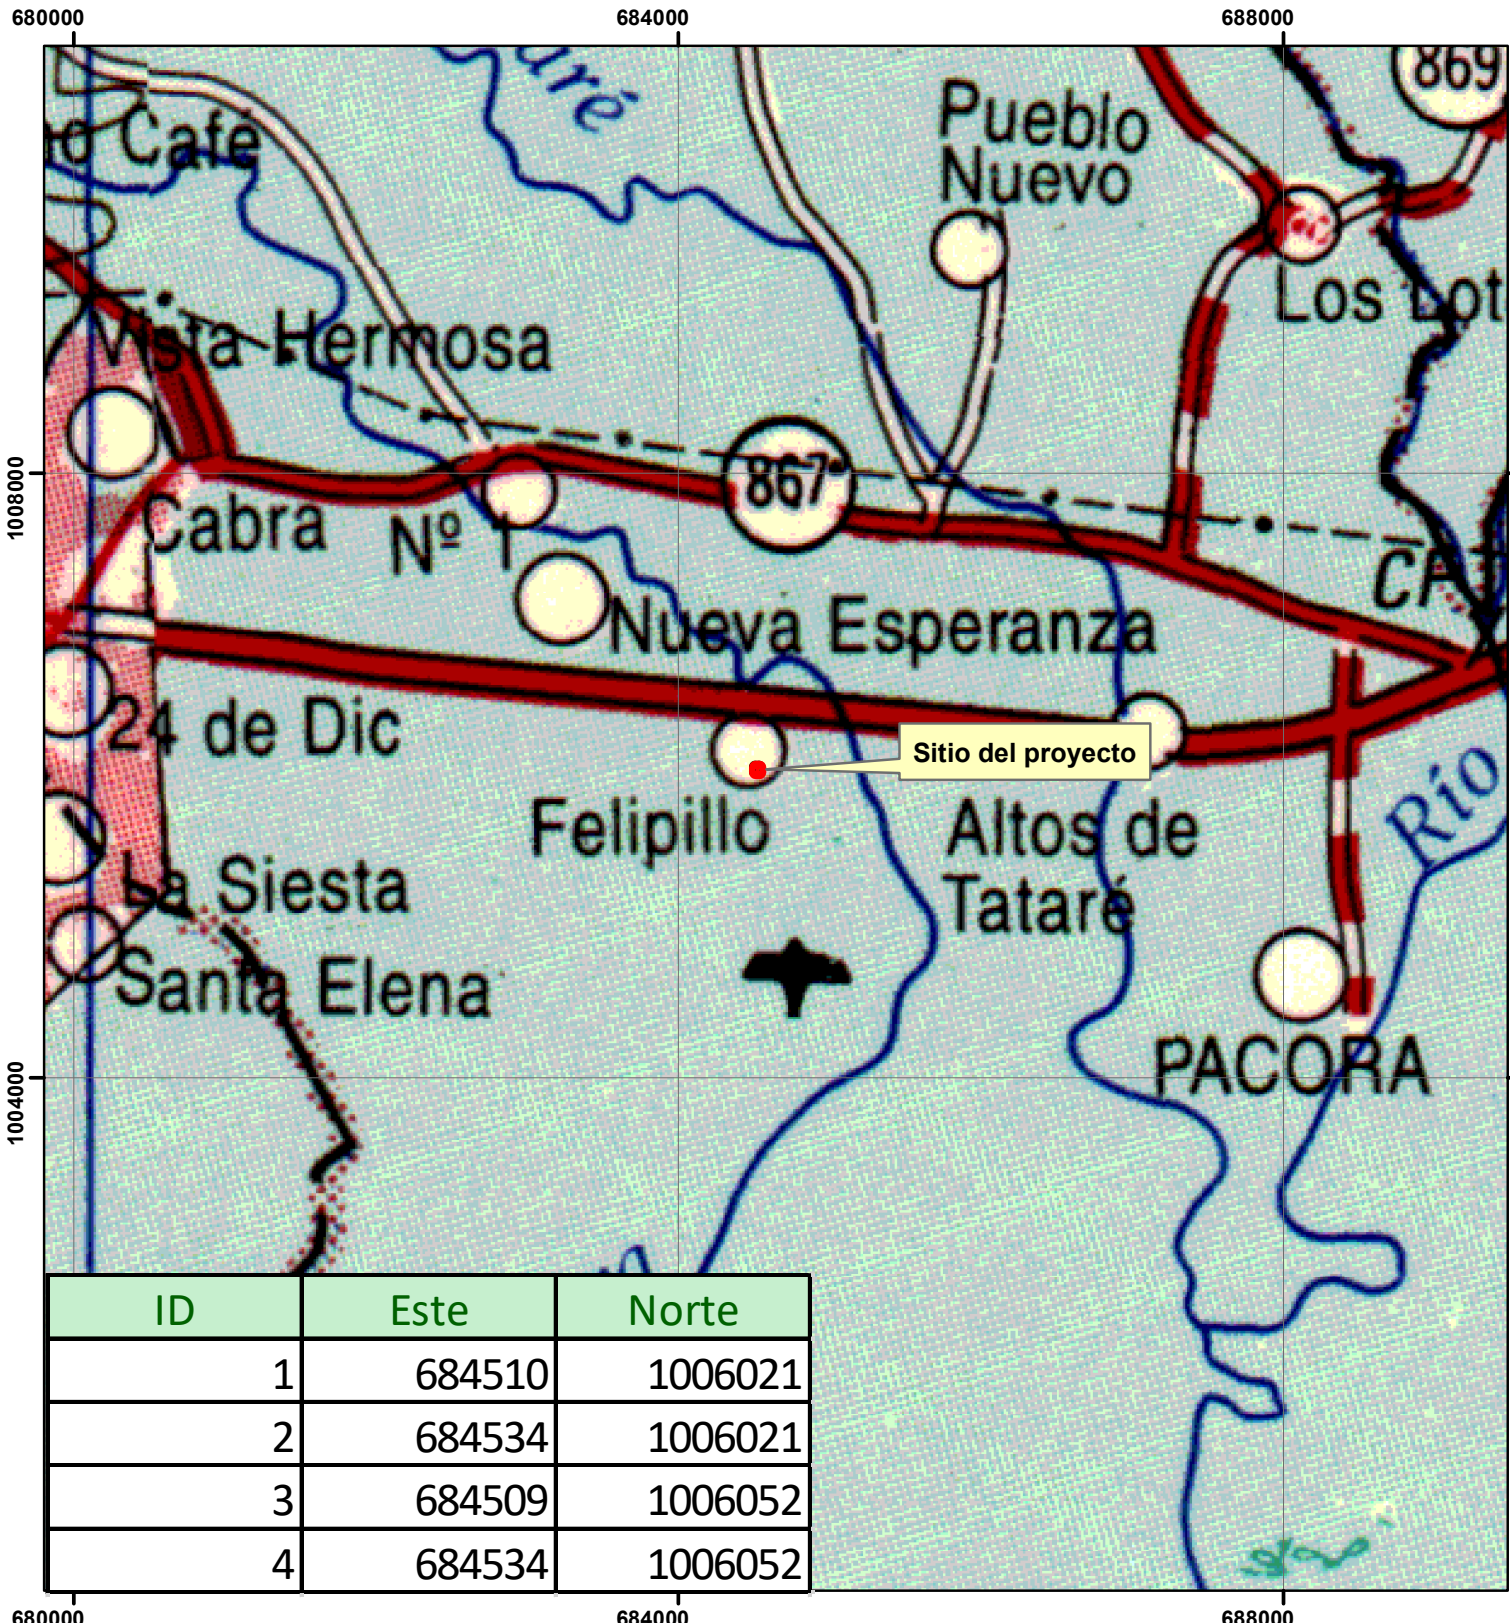 680000 684000 688000
869
uré
Pueblo
Nuevo
Cafe
Los Lot
Vista Hermosa
1008000
867
Cabra
Nº 1
Nueva Esperanza
24 de Dic
Sitio del proyecto
Felipillo
Altos de
Tataré
Río
La Siesta
Santa Elena
PACORA
1004000
ID Este Norte
1 684510 1006021
2 684534 1006021
3 684509 1006052
4 684534 1006052
680000 684000 688000